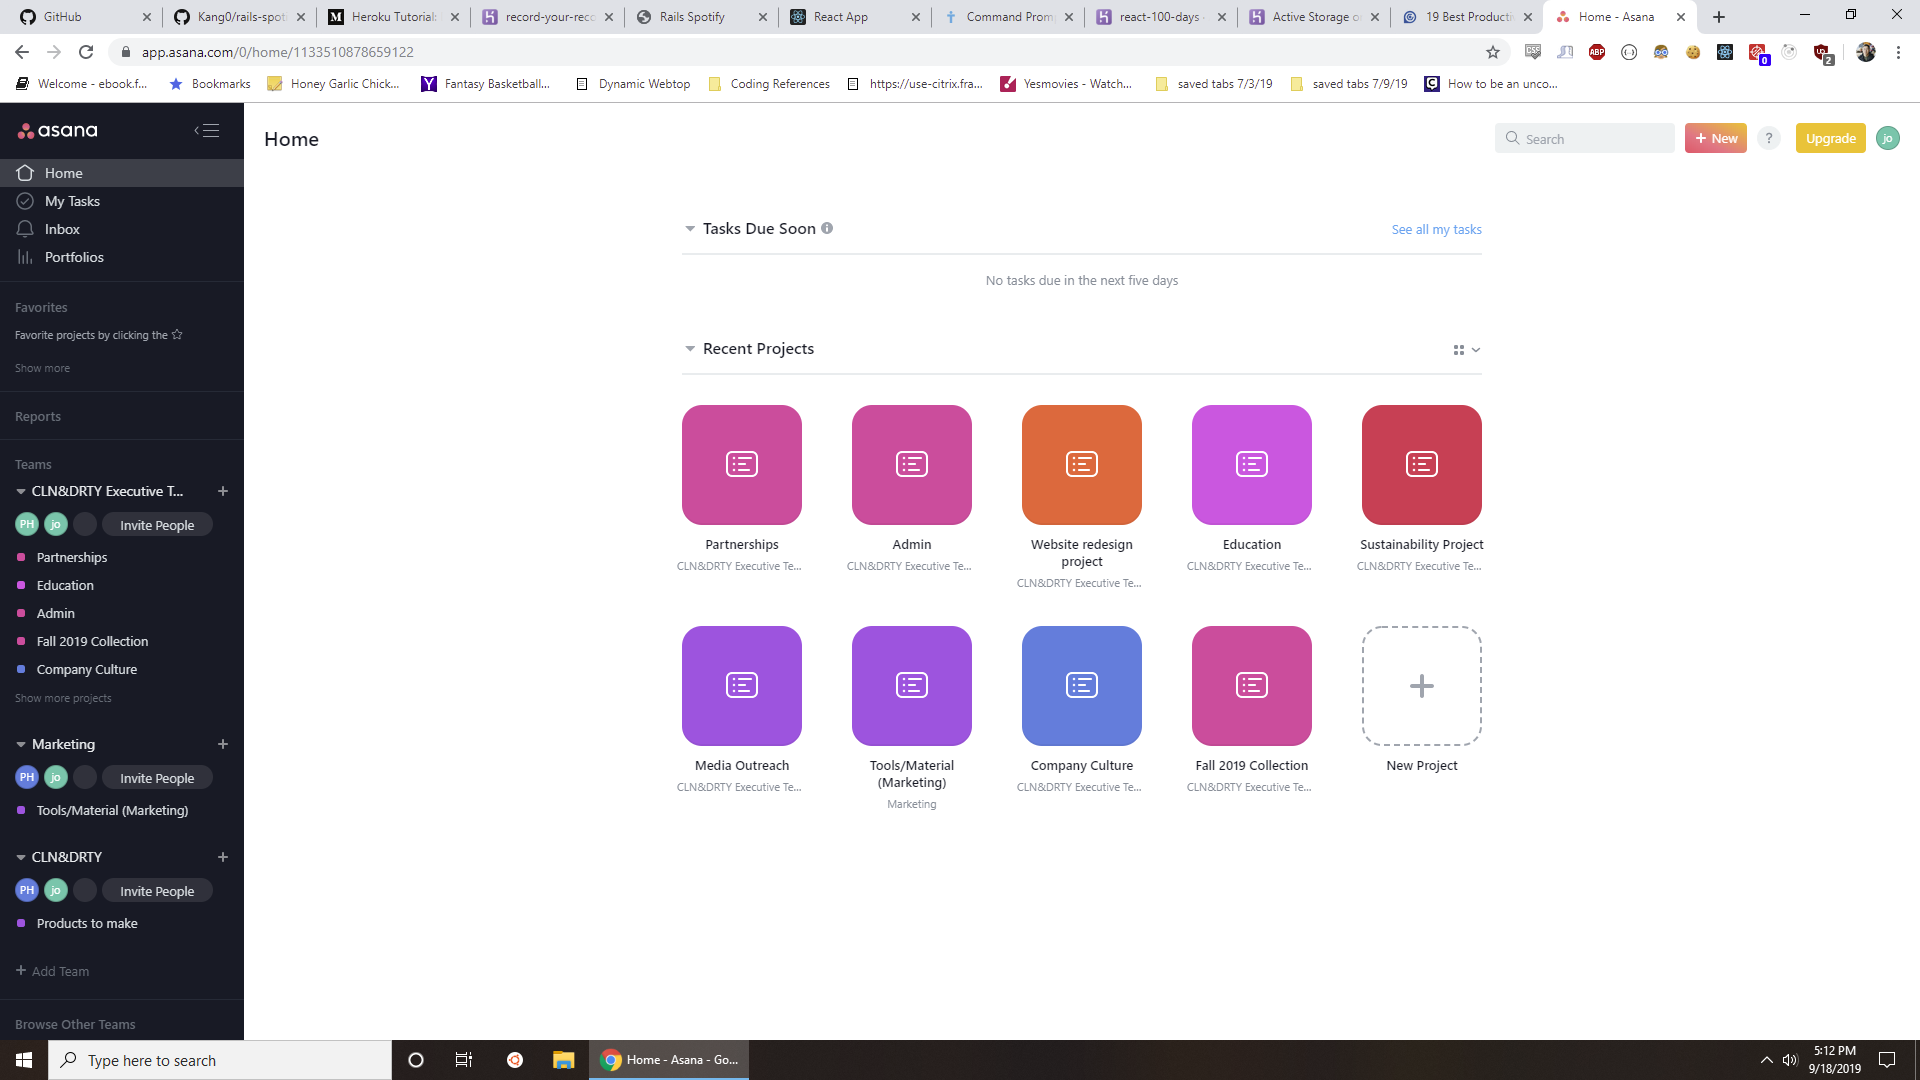 GitHub
Kang0/rails-spoti
Heroku Tutorial:
record-your-reco
Rails Spotify
React App
Command Prom
react-100-days
Active Storage o
19 Best Producti
Home - Asana
app.asana.com/0/home/1133510878659122
CSS
ABP
0
2
Welcome - ebook.f...
Bookmarks
Honey Garlic Chick...
Fantasy Basketball...
Dynamic Webtop
Coding References
https://use-citrix.fra...
Yesmovies - Watch...
saved tabs 7/3/19
saved tabs 7/9/19
How to be an unco...
asana
Home
Search
+ New
?
Upgrade
jo
Home
My Tasks
Inbox
Portfolios
Favorites
Favorite projects by clicking the ☆
Show more
Reports
Teams
CLN&DRTY Executive T...
PH jo Invite People
Partnerships
Education
Admin
Fall 2019 Collection
Company Culture
Show more projects
Marketing
PH jo Invite People
Tools/Material (Marketing)
CLN&DRTY
PH jo Invite People
Products to make
+ Add Team
Browse Other Teams
Tasks Due Soon
See all my tasks
No tasks due in the next five days
Recent Projects
Partnerships
CLN&DRTY Executive Te...
Admin
CLN&DRTY Executive Te...
Website redesign
project
CLN&DRTY Executive Te...
Education
CLN&DRTY Executive Te...
Sustainability Project
CLN&DRTY Executive Te...
Media Outreach
CLN&DRTY Executive Te...
Tools/Material
(Marketing)
Marketing
Company Culture
CLN&DRTY Executive Te...
Fall 2019 Collection
CLN&DRTY Executive Te...
New Project
Type here to search
Home - Asana - Go...
5:12 PM
9/18/2019